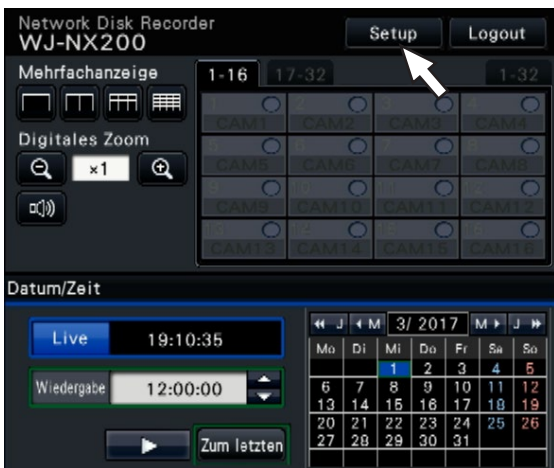 Network Disk Recorder
WJ-NX200
Setup
Logout
Mehrfachanzeige
1-16 17-32 1-32
1 2 3 4
CAM1 CAM2 CAM3 CAM4
5 6 7 8
CAM5 CAM6 CAM7 CAM8
9 10 11 12
CAM9 CAM10 CAM11 CAM12
13 14 15 16
CAM13 CAM14 CAM15 CAM16
Digitales Zoom
×1
Datum/Zeit
Live 19:10:35
Wiedergabe 12:00:00
Zum letzten
J M 3/ 2017 M J
Mo Di Mi Do Fr Sa So
1 2 3 4 5
6 7 8 9 10 11 12
13 14 15 16 17 18 19
20 21 22 23 24 25 26
27 28 29 30 31